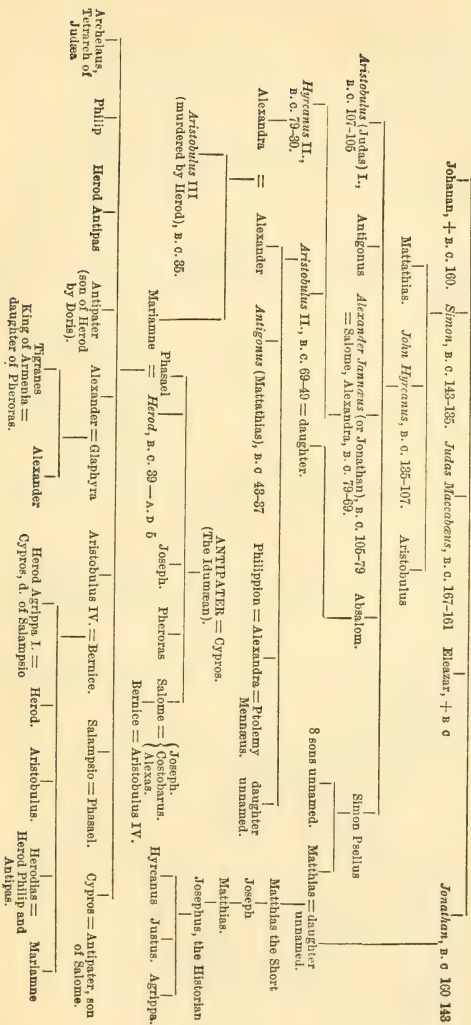 Johanan, + B. C. 160. Simon, B. C. 143-135. Judas Maccabæus, B. C. 167-161 Eleazar, + B C Jonathan, B. C 160 143
Mattathias. John Hyrcanus, B. C. 135-107. Aristobulus
8 sons unnamed. Matthias = daughter
unnamed.
Simon Psellus
Aristobulus (Judas) I., Antigonus Alexander Jannæus (or Jonathan), B. C. 105-79 Absalom.
B. C. 107-105 = Salome, Alexandra, B. C. 79-69.
Matthias the Short
Hyrcanus II., Aristobulus II., B. C. 69-49 = daughter.
B. C. 79-30.
Joseph
Alexandra = Alexander Antigonus (Mattathias), B. C 43-37 Philippion = Alexandra = Ptolemy daughter
Mennæus. unnamed.
Matthias.
Josephus, the Historian
Aristobulus III Mariamne
(murdered by Herod), B. C. 35.
ANTIPATER = Cypros.
(The Idumæan).
Hyrcanus Justus. Agrippa.
Phasael = Herod, B. C. 39 — A. D 5 Joseph. Pheroras Salome = { Joseph.
Costobarus.
Alexas.
Bernice = Aristobulus IV.
Archelaus, Philip Herod Antipas Antipater Alexander = Glaphyra Aristobulus IV. = Bernice. Salampsio = Phasael. Cypros = Antipater, son
Tetrarch of (son of Herod of Salome.
Judæa by Doris).
Tigranes Alexander Herod Agrippa I. = Herod. Aristobulus. Herodias = Mariamne
King of Armenia = Cypros, d. of Salampsio Herod Philip and
daughter of Pheroras. Antipas.